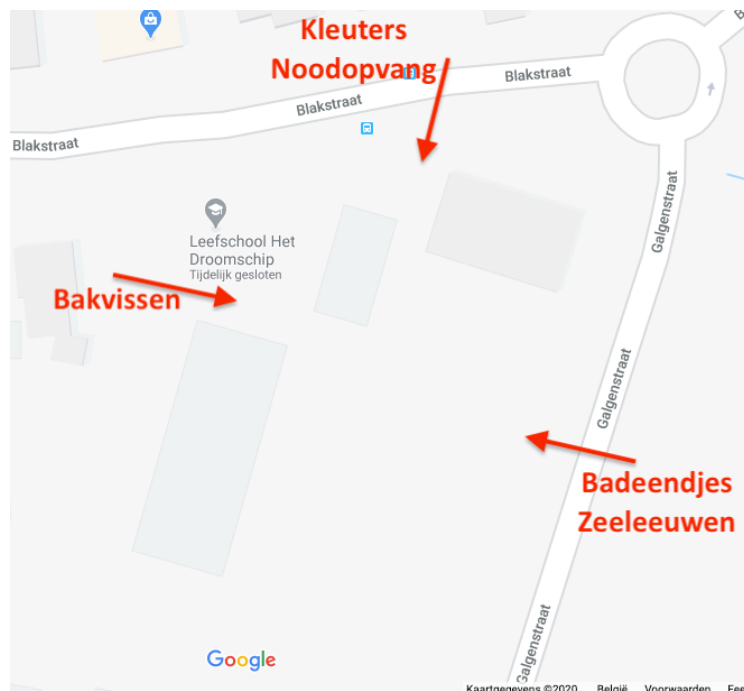 Kleuters
Noodopvang
Blakstraat
Blakstraat
Blakstraat
Galgenstraat
Leefschool Het
Droomschip
Tijdelijk gesloten
Bakvissen
Galgenstraat
Badeendjes
Zeeleeuwen
Galgenstraat
Google
Kaartgegevens ©2020 België Voorwaarden